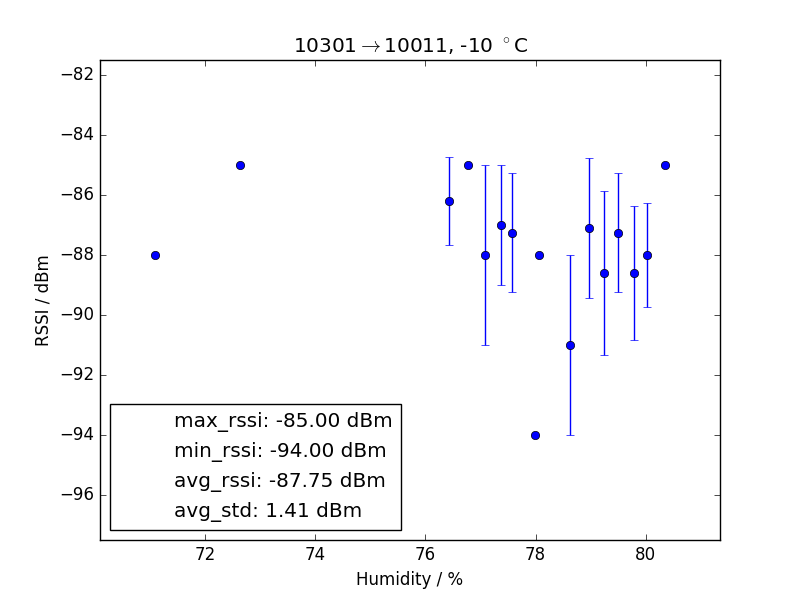 10301→10011, -10 °C
−82
−84
−86
−88
−90
−92
−94
−96
RSSI / dBm
max_rssi: -85.00 dBm
min_rssi: -94.00 dBm
avg_rssi: -87.75 dBm
avg_std: 1.41 dBm
72 74 76 78 80
Humidity / %